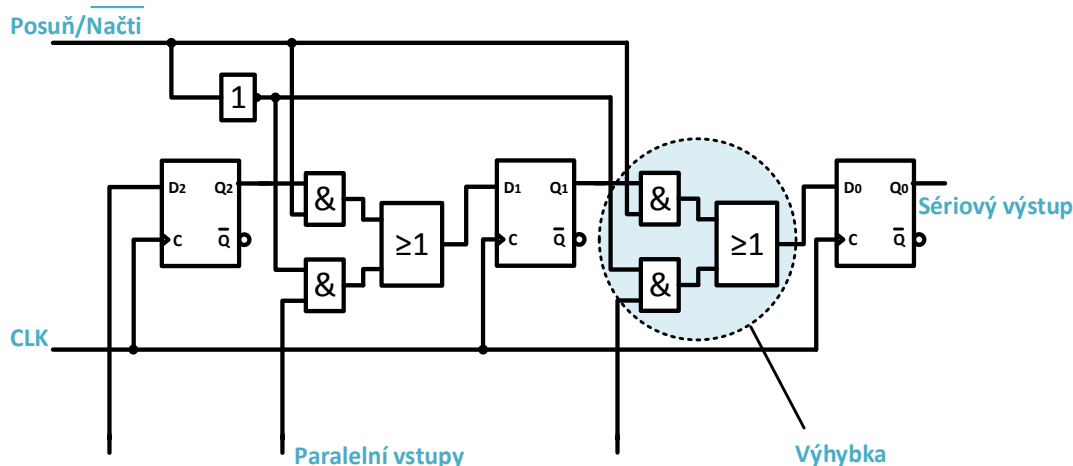 Posuň/Načti
1
D2 Q2
C Q
&
&
≥1
D1 Q1
C Q
&
&
≥1
D0 Q0
C Q
Sériový výstup
CLK
Paralelní vstupy
Výhybka